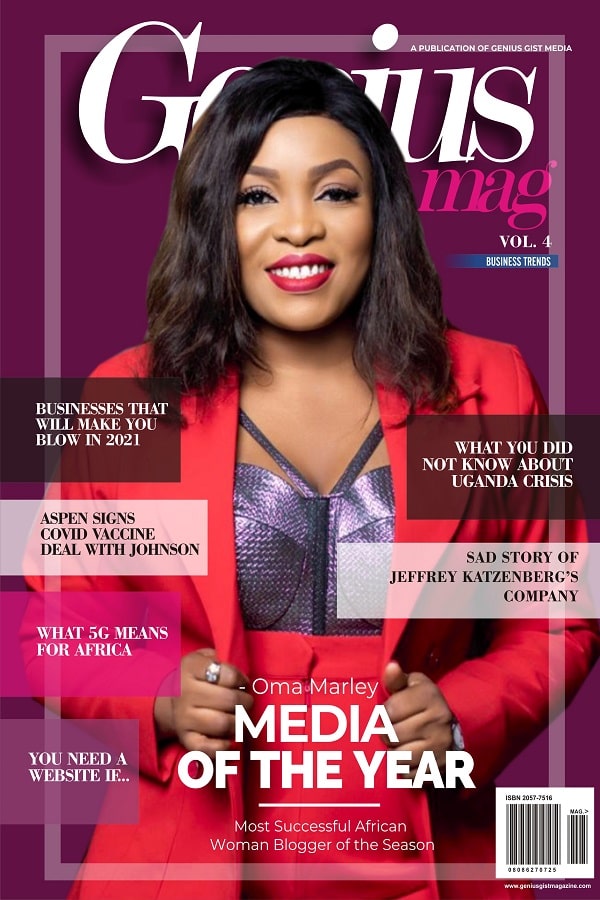 A PUBLICATION OF GENIUS GIST MEDIA
Genius
mag
VOL. 4
BUSINESS TRENDS
BUSINESSES THAT
WILL MAKE YOU
BLOW IN 2021
WHAT YOU DID
NOT KNOW ABOUT
UGANDA CRISIS
ASPEN SIGNS
COVID VACCINE
DEAL WITH JOHNSON
SAD STORY OF
JEFFREY KATZENBERG'S
COMPANY
WHAT 5G MEANS
FOR AFRICA
- Oma Marley
MEDIA
OF THE YEAR
YOU NEED A
WEBSITE IF...
Most Successful African
Woman Blogger of the Season
ISBN 2057-7516
MAG.>
08086270725
www.geniusgistmagazine.com